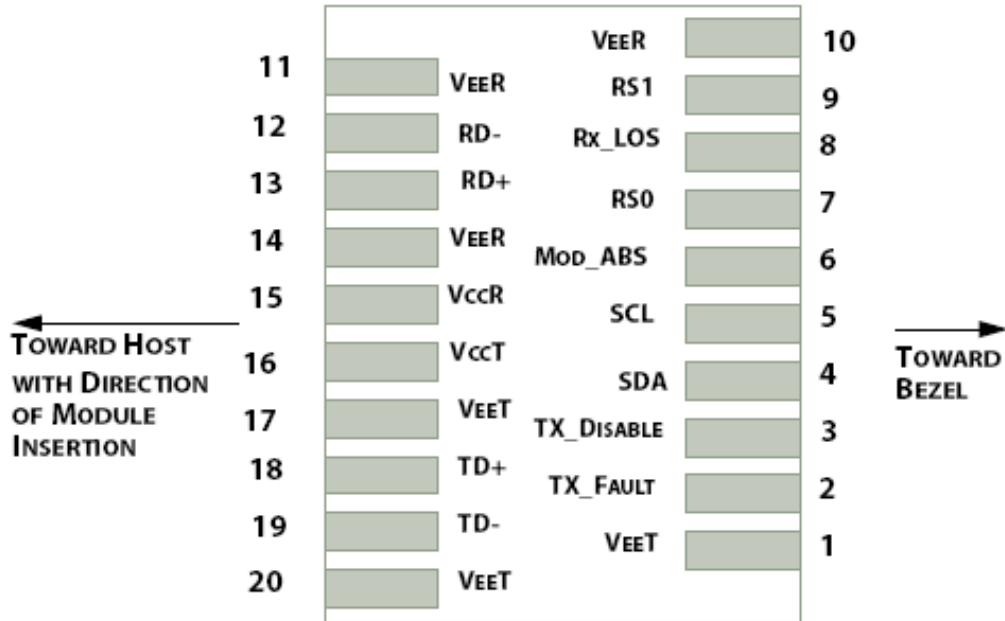 VEER 10
11 VEER
RS1 9
12 RD-
Rx_LOS 8
13 RD+
RS0 7
14 VEER
MOD_ABS 6
15 VCCR
SCL 5
16 VCCT
SDA 4
17 VEET
TX_DISABLE 3
18 TD+
TX_FAULT 2
19 TD-
VEET 1
20 VEET
TOWARD HOST
WITH DIRECTION
OF MODULE
INSERTION
TOWARD
BEZEL